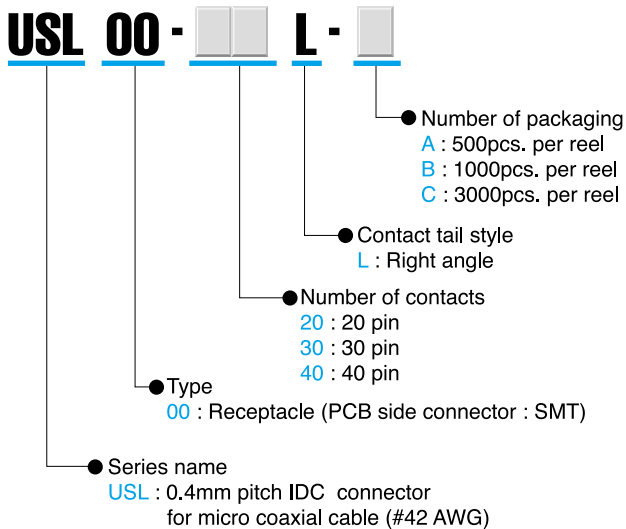 USL 00 - L -
Number of packaging
A : 500pcs. per reel
B : 1000pcs. per reel
C : 3000pcs. per reel
Contact tail style
L : Right angle
Number of contacts
20 : 20 pin
30 : 30 pin
40 : 40 pin
Type
00 : Receptacle (PCB side connector : SMT)
Series name
USL : 0.4mm pitch IDC connector
for micro coaxial cable (#42 AWG)